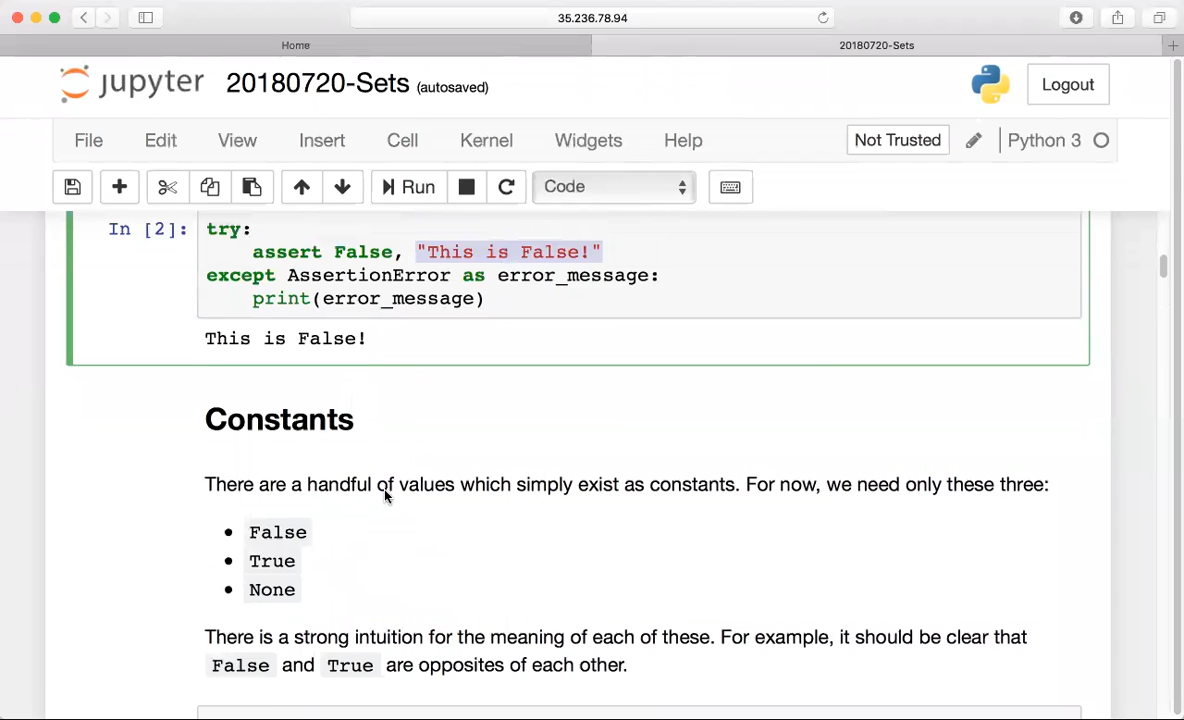 35.236.78.94
Home
20180720-Sets
jupyter 20180720-Sets (autosaved)
Logout
File Edit View Insert Cell Kernel Widgets Help Not Trusted Python 3
Run Code
In [2]: try:
assert False, "This is False!"
except AssertionError as error_message:
print(error_message)
This is False!
Constants
There are a handful of values which simply exist as constants. For now, we need only these three:
• False
• True
• None
There is a strong intuition for the meaning of each of these. For example, it should be clear that
False and True are opposites of each other.